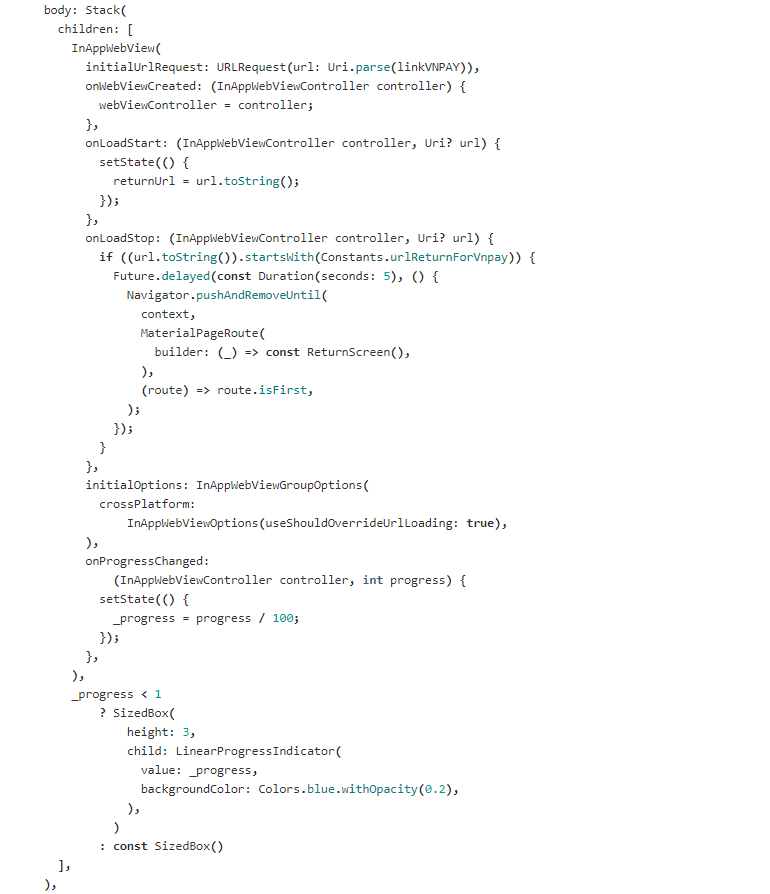 body: Stack(
  children: [
    InAppWebView(
      initialUrlRequest: URLRequest(url: Uri.parse(linkVNPAY)),
      onWebViewCreated: (InAppWebViewController controller) {
        webViewController = controller;
      },
      onLoadStart: (InAppWebViewController controller, Uri? url) {
        setState(() {
          returnUrl = url.toString();
        });
      },
      onLoadStop: (InAppWebViewController controller, Uri? url) {
        if ((url.toString()).startsWith(Constants.urlReturnForVnpay)) {
          Future.delayed(const Duration(seconds: 5), () {
            Navigator.pushAndRemoveUntil(
              context,
              MaterialPageRoute(
                builder: (_) => const ReturnScreen(),
              ),
              (route) => route.isFirst,
            );
          });
        }
      },
      initialOptions: InAppWebViewGroupOptions(
        crossPlatform:
            InAppWebViewOptions(useShouldOverrideUrlLoading: true),
      ),
      onProgressChanged:
          (InAppWebViewController controller, int progress) {
        setState(() {
          _progress = progress / 100;
        });
      },
    ),
    _progress < 1
        ? SizedBox(
            height: 3,
            child: LinearProgressIndicator(
              value: _progress,
              backgroundColor: Colors.blue.withOpacity(0.2),
            ),
          )
        : const SizedBox()
  ],
),